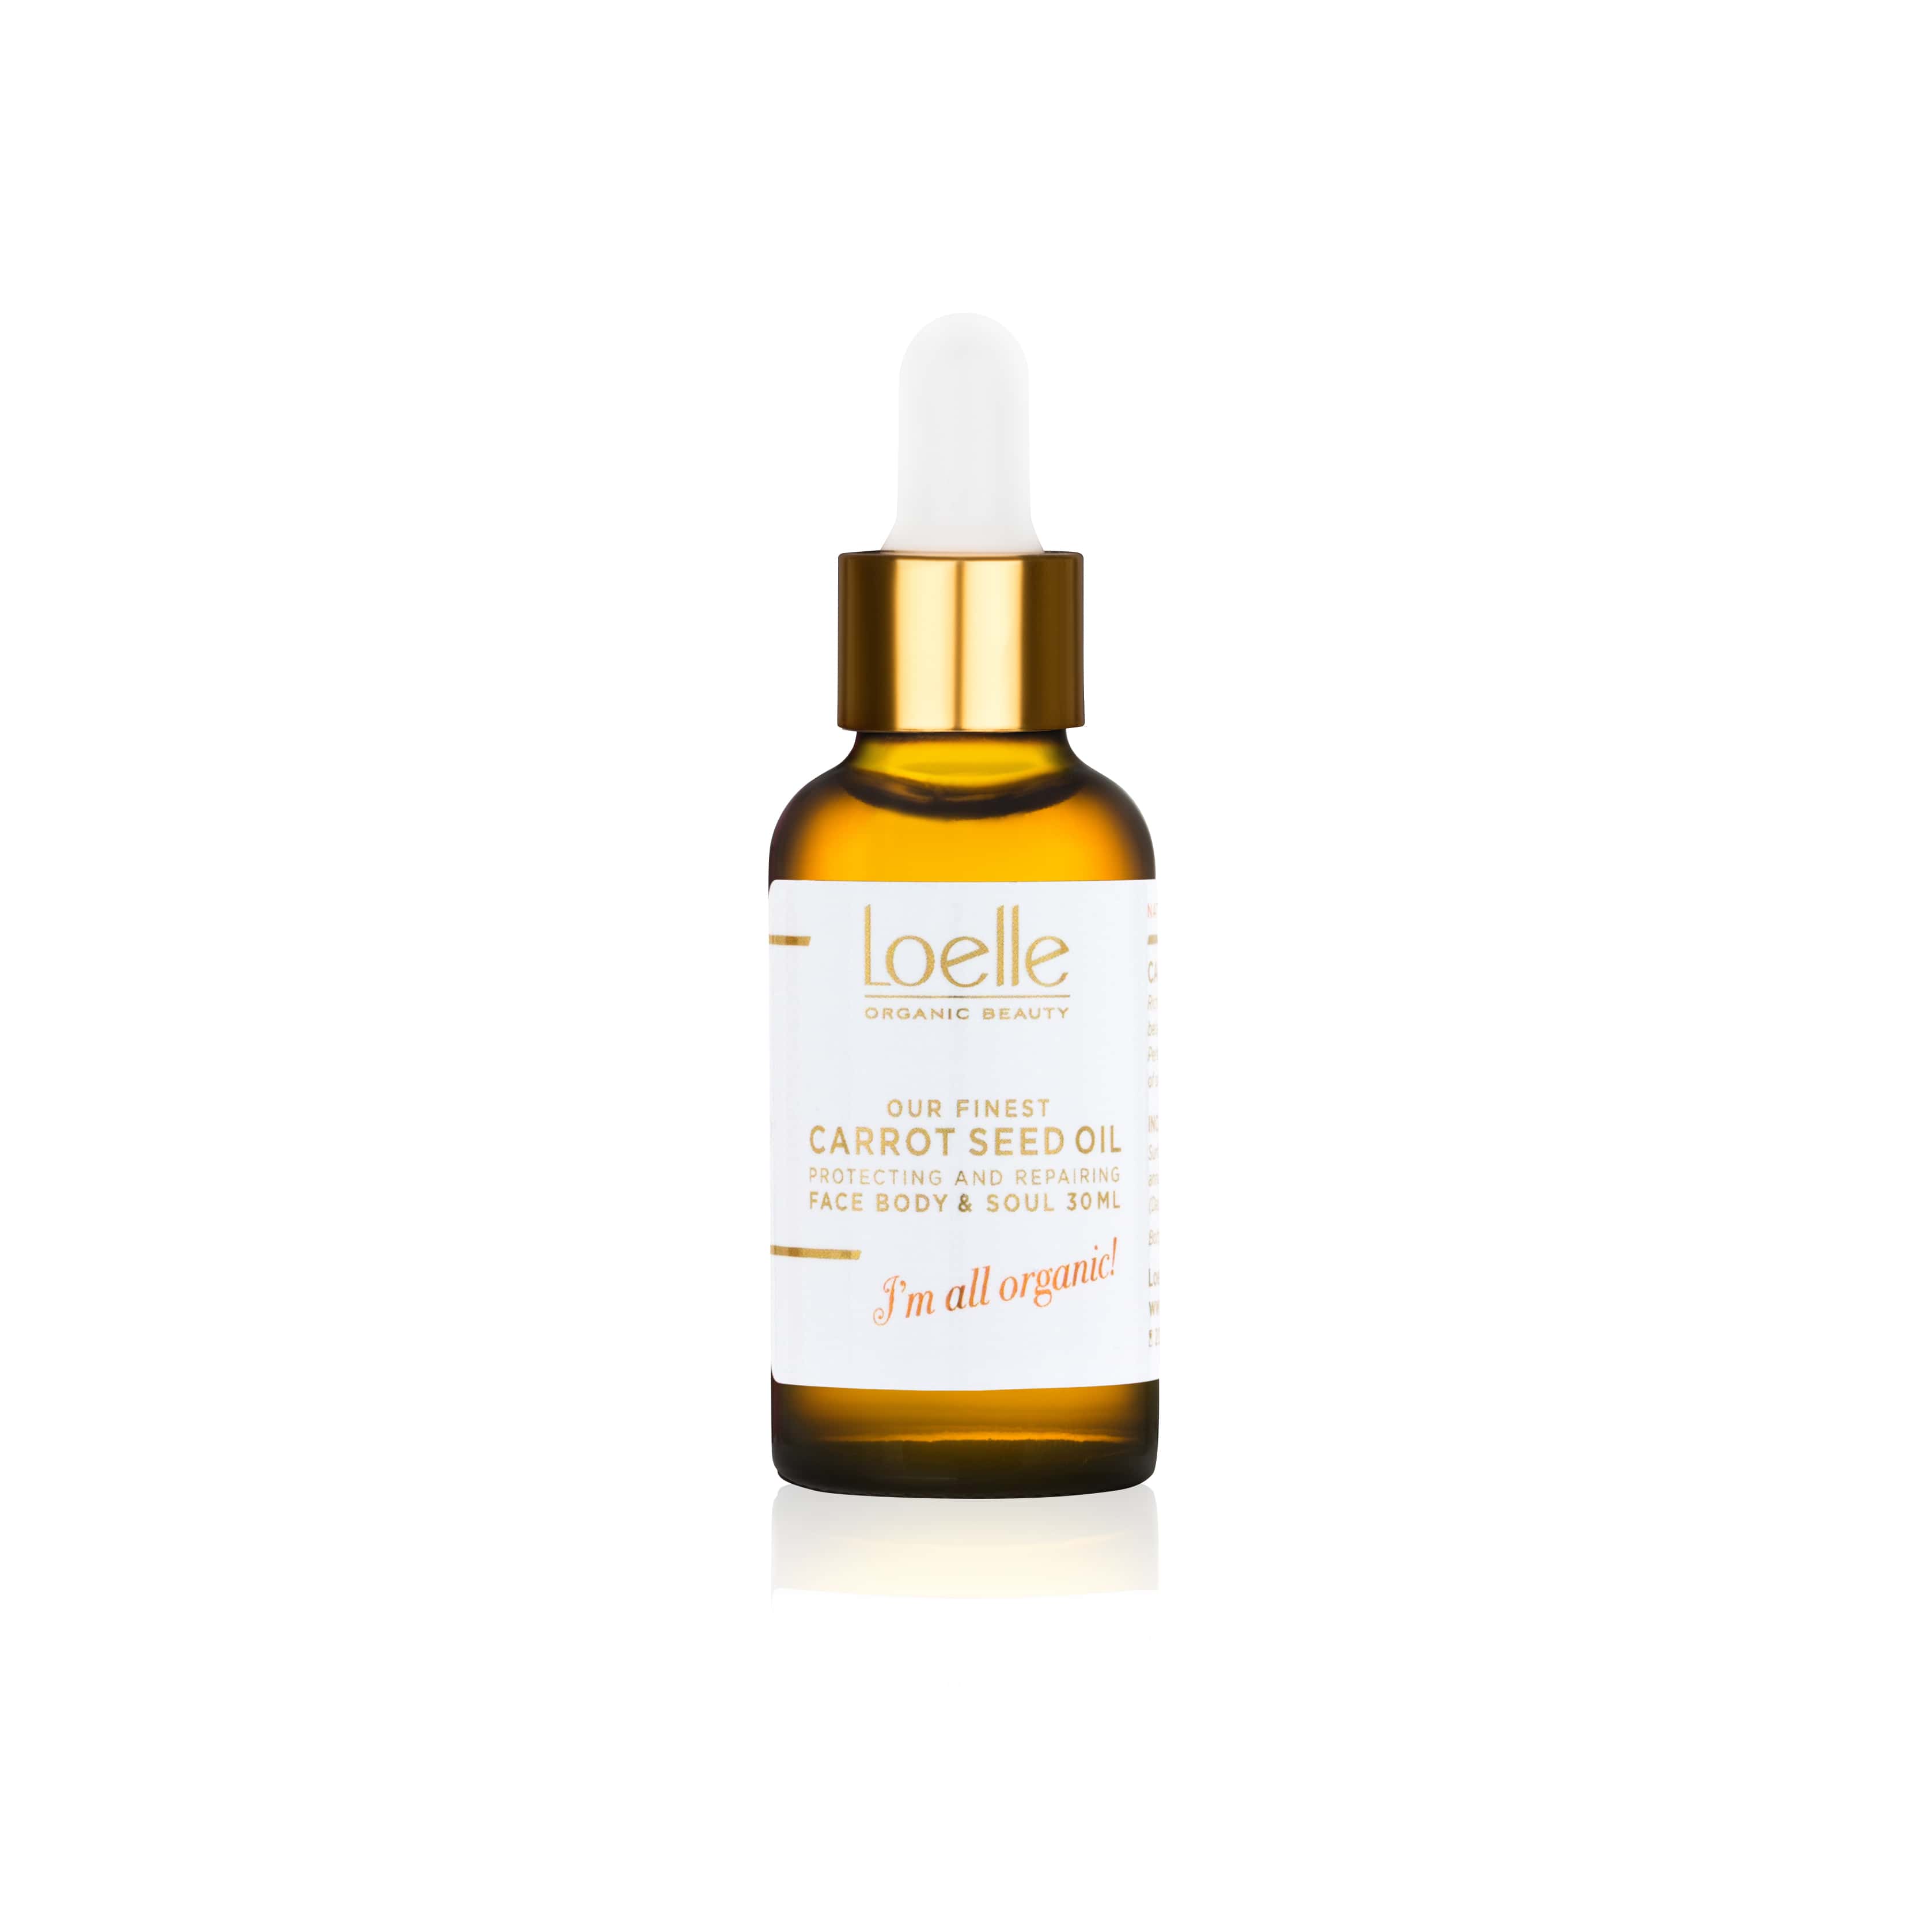 Loelle
ORGANIC BEAUTY
OUR FINEST
CARROT SEED OIL
PROTECTING AND REPAIRING
FACE BODY & SOUL 30ML
I'm all organic!